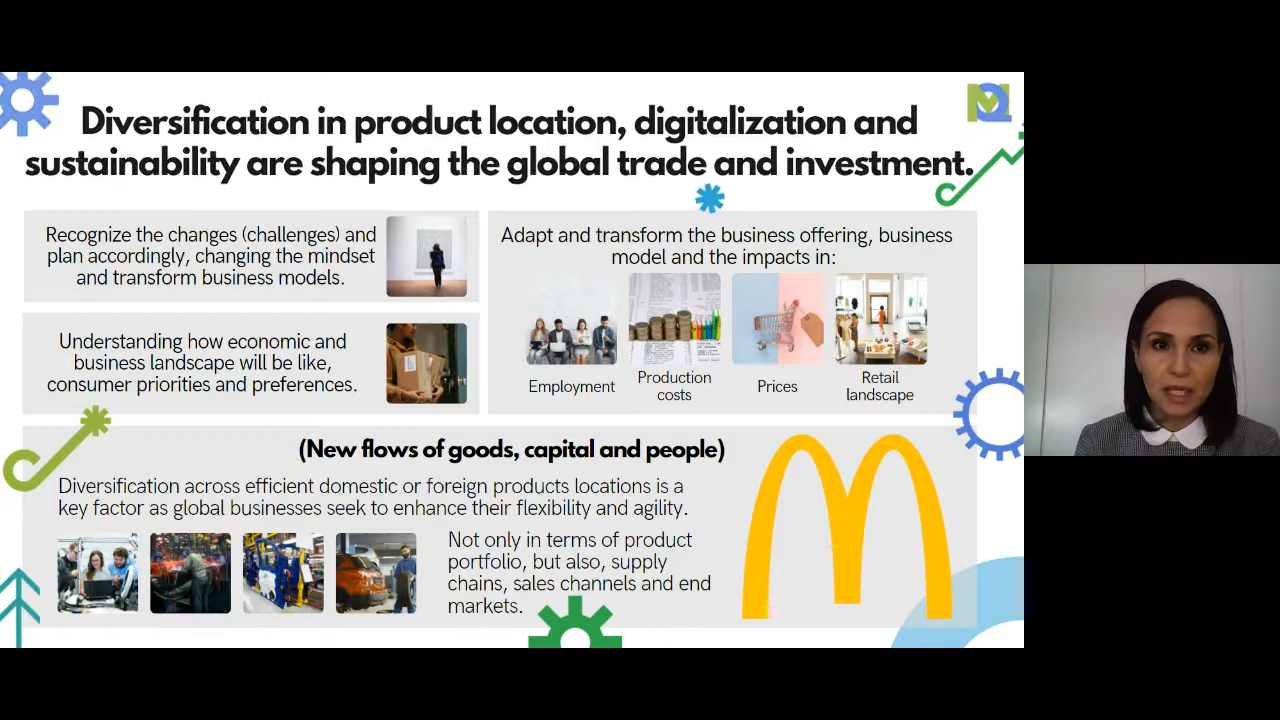 Diversification in product location, digitalization and
sustainability are shaping the global trade and investment.
Recognize the changes (challenges) and
plan accordingly, changing the mindset
and transform business models.
Understanding how economic and
business landscape will be like,
consumer priorities and preferences.
Adapt and transform the business offering, business
model and the impacts in:
Employment
Production
costs
Prices
Retail
landscape
(New flows of goods, capital and people)
Diversification across efficient domestic or foreign products locations is a
key factor as global businesses seek to enhance their flexibility and agility.
Not only in terms of product
portfolio, but also, supply
chains, sales channels and end
markets.